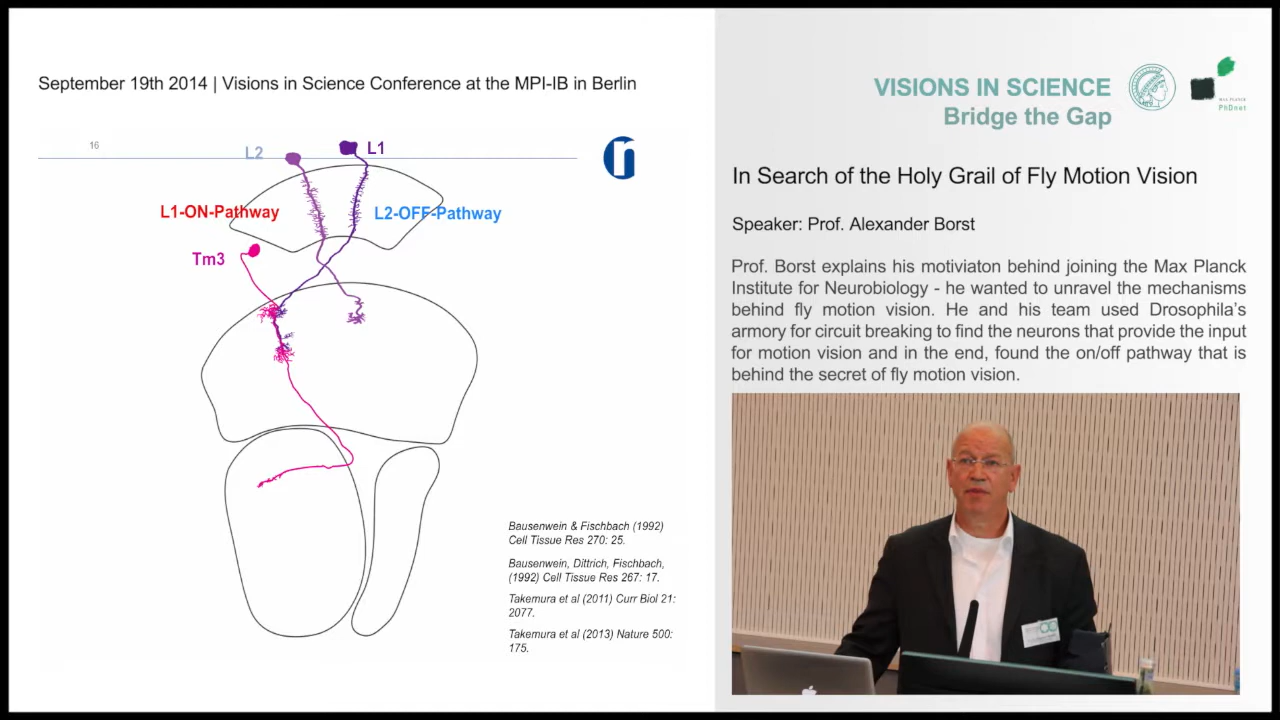 September 19th 2014 | Visions in Science Conference at the MPI-IB in Berlin
16
L2
L1
L1-ON-Pathway
L2-OFF-Pathway
Tm3
Bausenwein & Fischbach (1992)
Cell Tissue Res 270: 25.
Bausenwein, Dittrich, Fischbach,
(1992) Cell Tissue Res 267: 17.
Takemura et al (2011) Curr Biol 21:
2077.
Takemura et al (2013) Nature 500:
175.
VISIONS IN SCIENCE
Bridge the Gap
MAX PLANCK
PhDnet
In Search of the Holy Grail of Fly Motion Vision
Speaker: Prof. Alexander Borst
Prof. Borst explains his motiviaton behind joining the Max Planck
Institute for Neurobiology - he wanted to unravel the mechanisms
behind fly motion vision. He and his team used Drosophila's
armory for circuit breaking to find the neurons that provide the input
for motion vision and in the end, found the on/off pathway that is
behind the secret of fly motion vision.